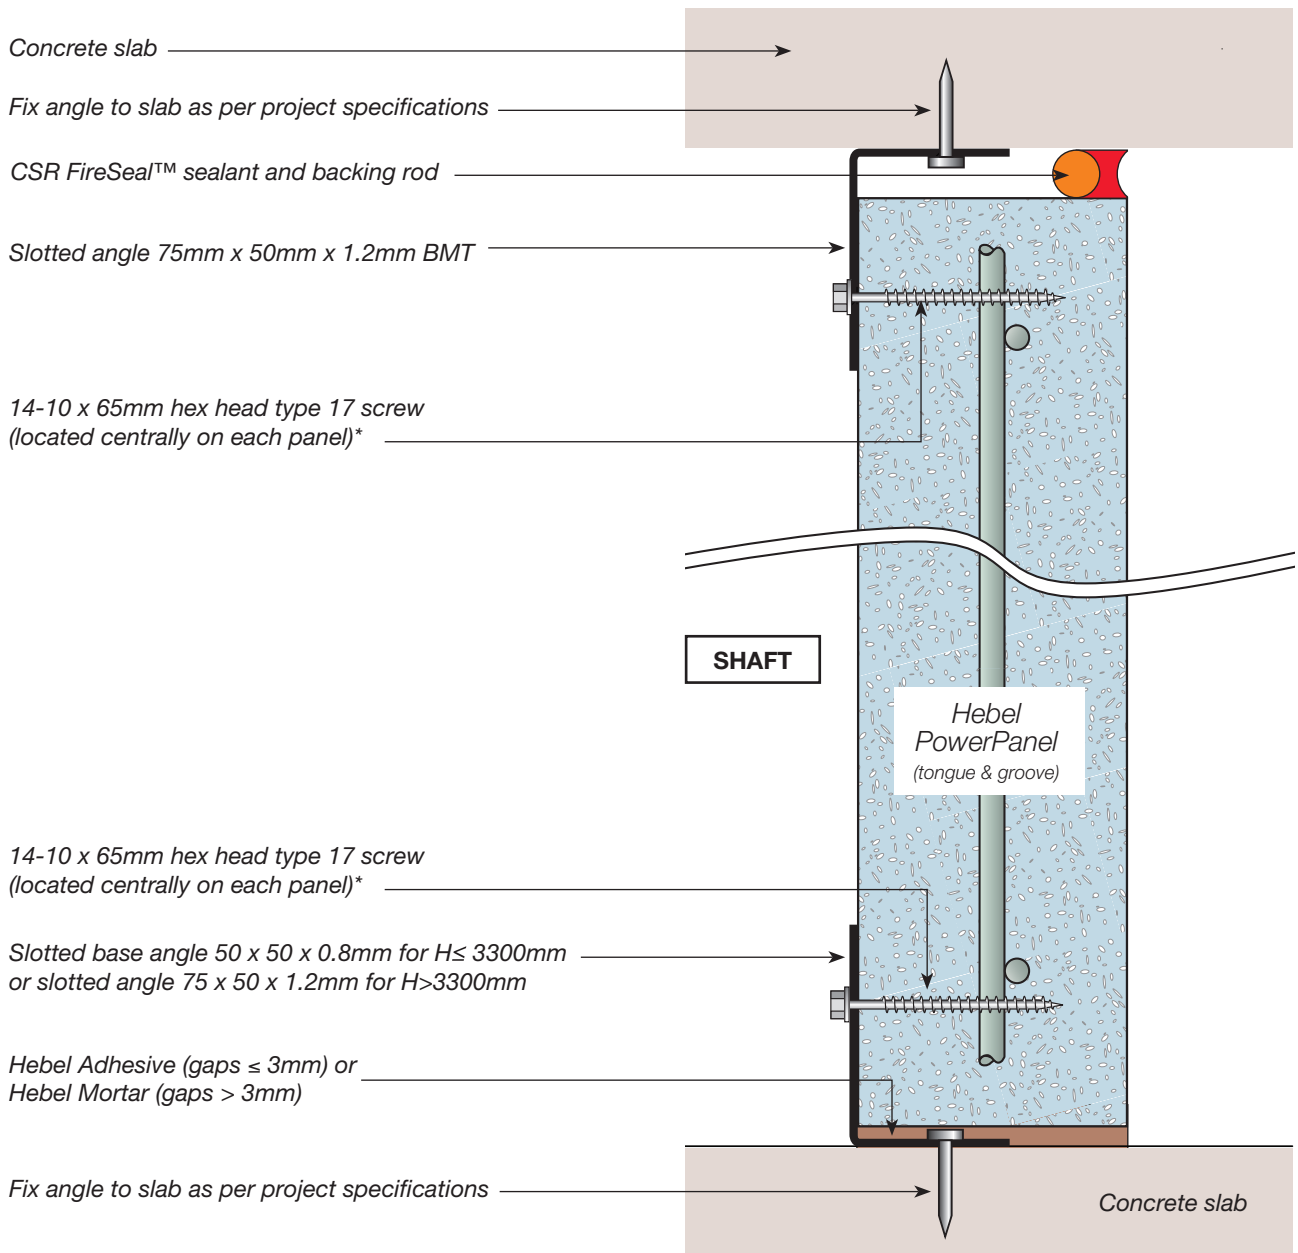 Concrete slab
Fix angle to slab as per project specifications
CSR FireSeal™ sealant and backing rod
Slotted angle 75mm x 50mm x 1.2mm BMT
14-10 x 65mm hex head type 17 screw
(located centrally on each panel)*
SHAFT
Hebel
PowerPanel
(tongue & groove)
14-10 x 65mm hex head type 17 screw
(located centrally on each panel)*
Slotted base angle 50 x 50 x 0.8mm for H≤ 3300mm
or slotted angle 75 x 50 x 1.2mm for H>3300mm
Hebel Adhesive (gaps ≤ 3mm) or
Hebel Mortar (gaps > 3mm)
Fix angle to slab as per project specifications
Concrete slab